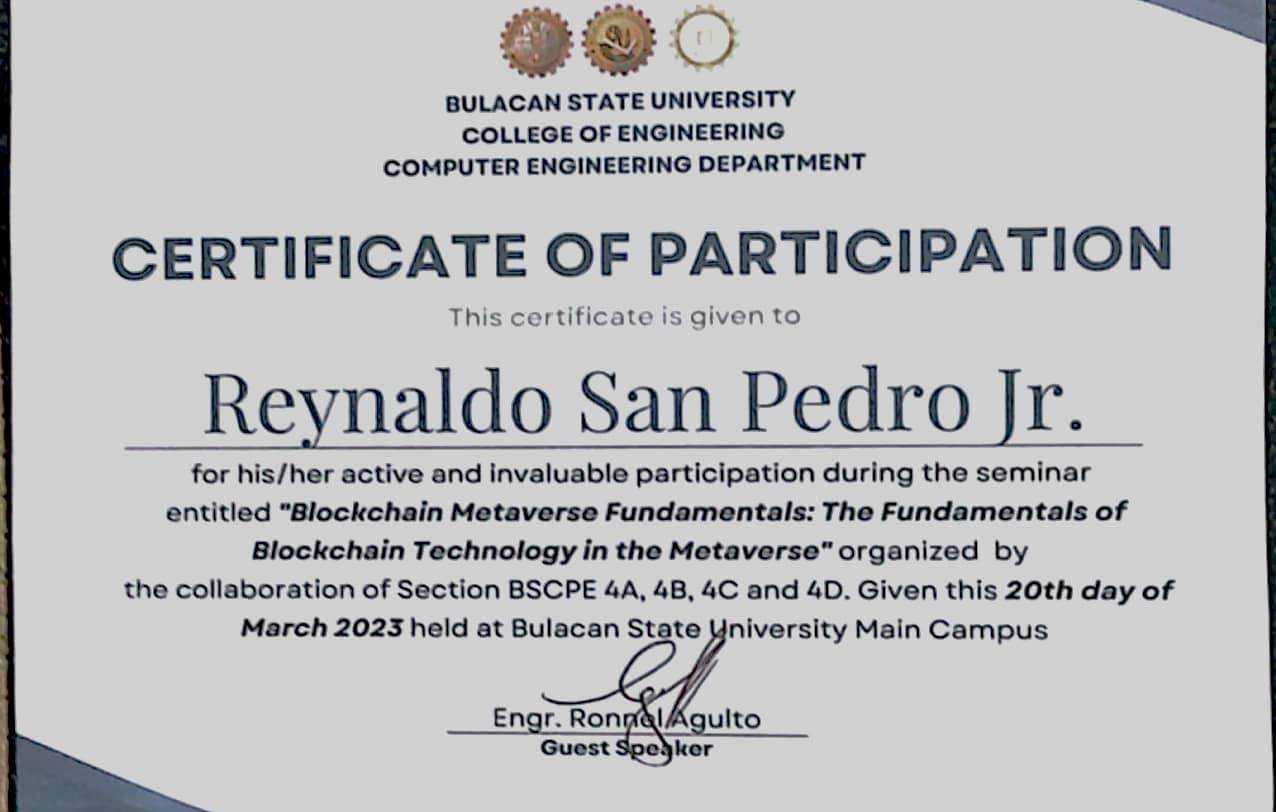 BULACAN STATE UNIVERSITY
COLLEGE OF ENGINEERING
COMPUTER ENGINEERING DEPARTMENT
CERTIFICATE OF PARTICIPATION
This certificate is given to
Reynaldo San Pedro Jr.
for his/her active and invaluable participation during the seminar
entitled "Blockchain Metaverse Fundamentals: The Fundamentals of
Blockchain Technology in the Metaverse" organized by
the collaboration of Section BSCPE 4A, 4B, 4C and 4D. Given this 20th day of
March 2023 held at Bulacan State University Main Campus
Engr. Ronnel Agulto
Guest Speaker